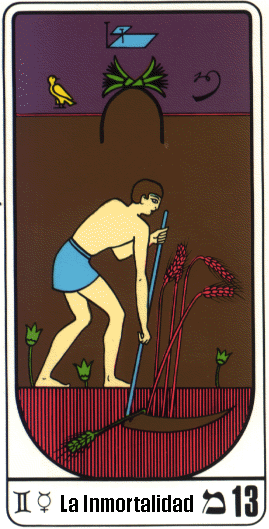 ♊ ☿ La Inmortalidad מ 13